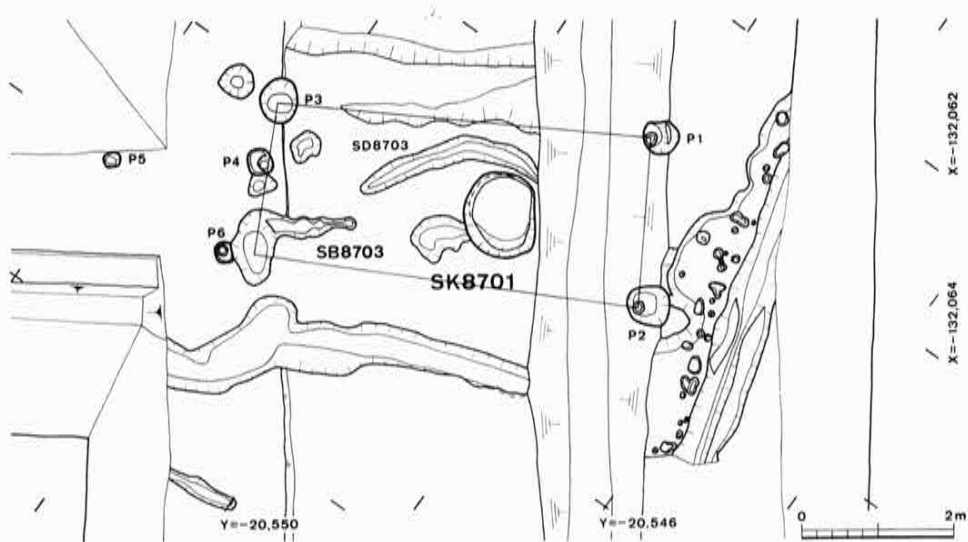 P3
P1
SD8703
P5
P4
P6
SB8703
SK8701
P2
X=-132,062
X=-132,064
Y=-20,550
Y=-20,546
0
2m